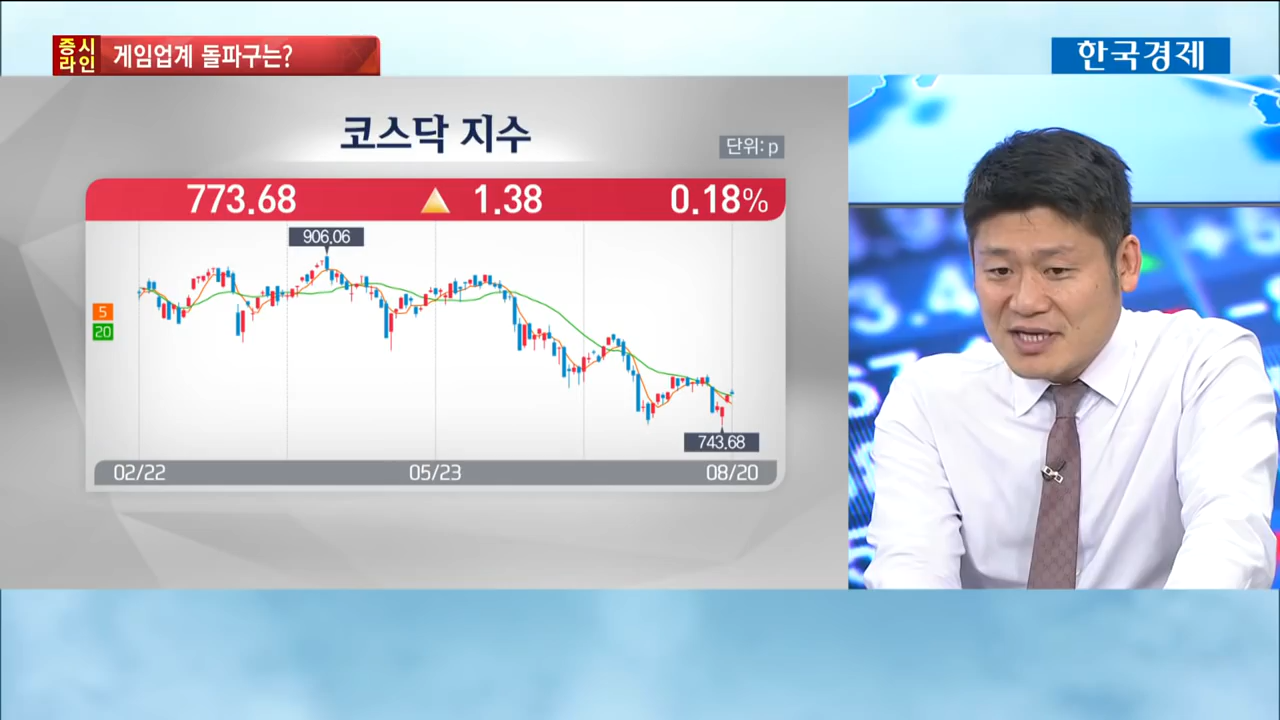 증시
라인
게임업계 돌파구는?
한국경제
코스닥 지수
단위: p
773.68 ▲ 1.38 0.18%
906.06
5
20
743.68
02/22 05/23 08/20